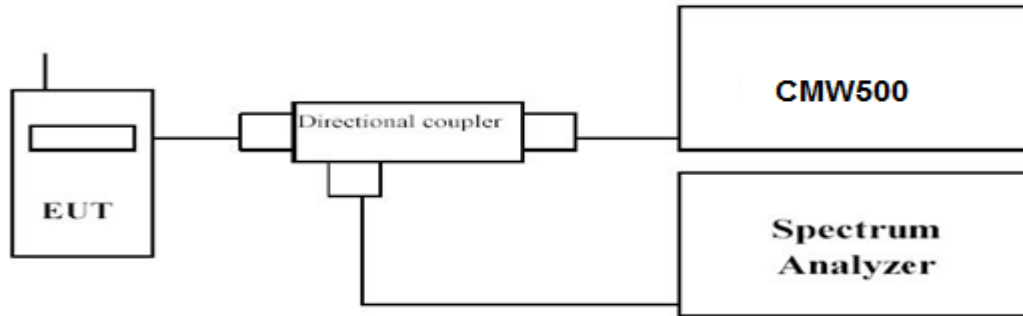 CMW500
Directional coupler
EUT
Spectrum
Analyzer